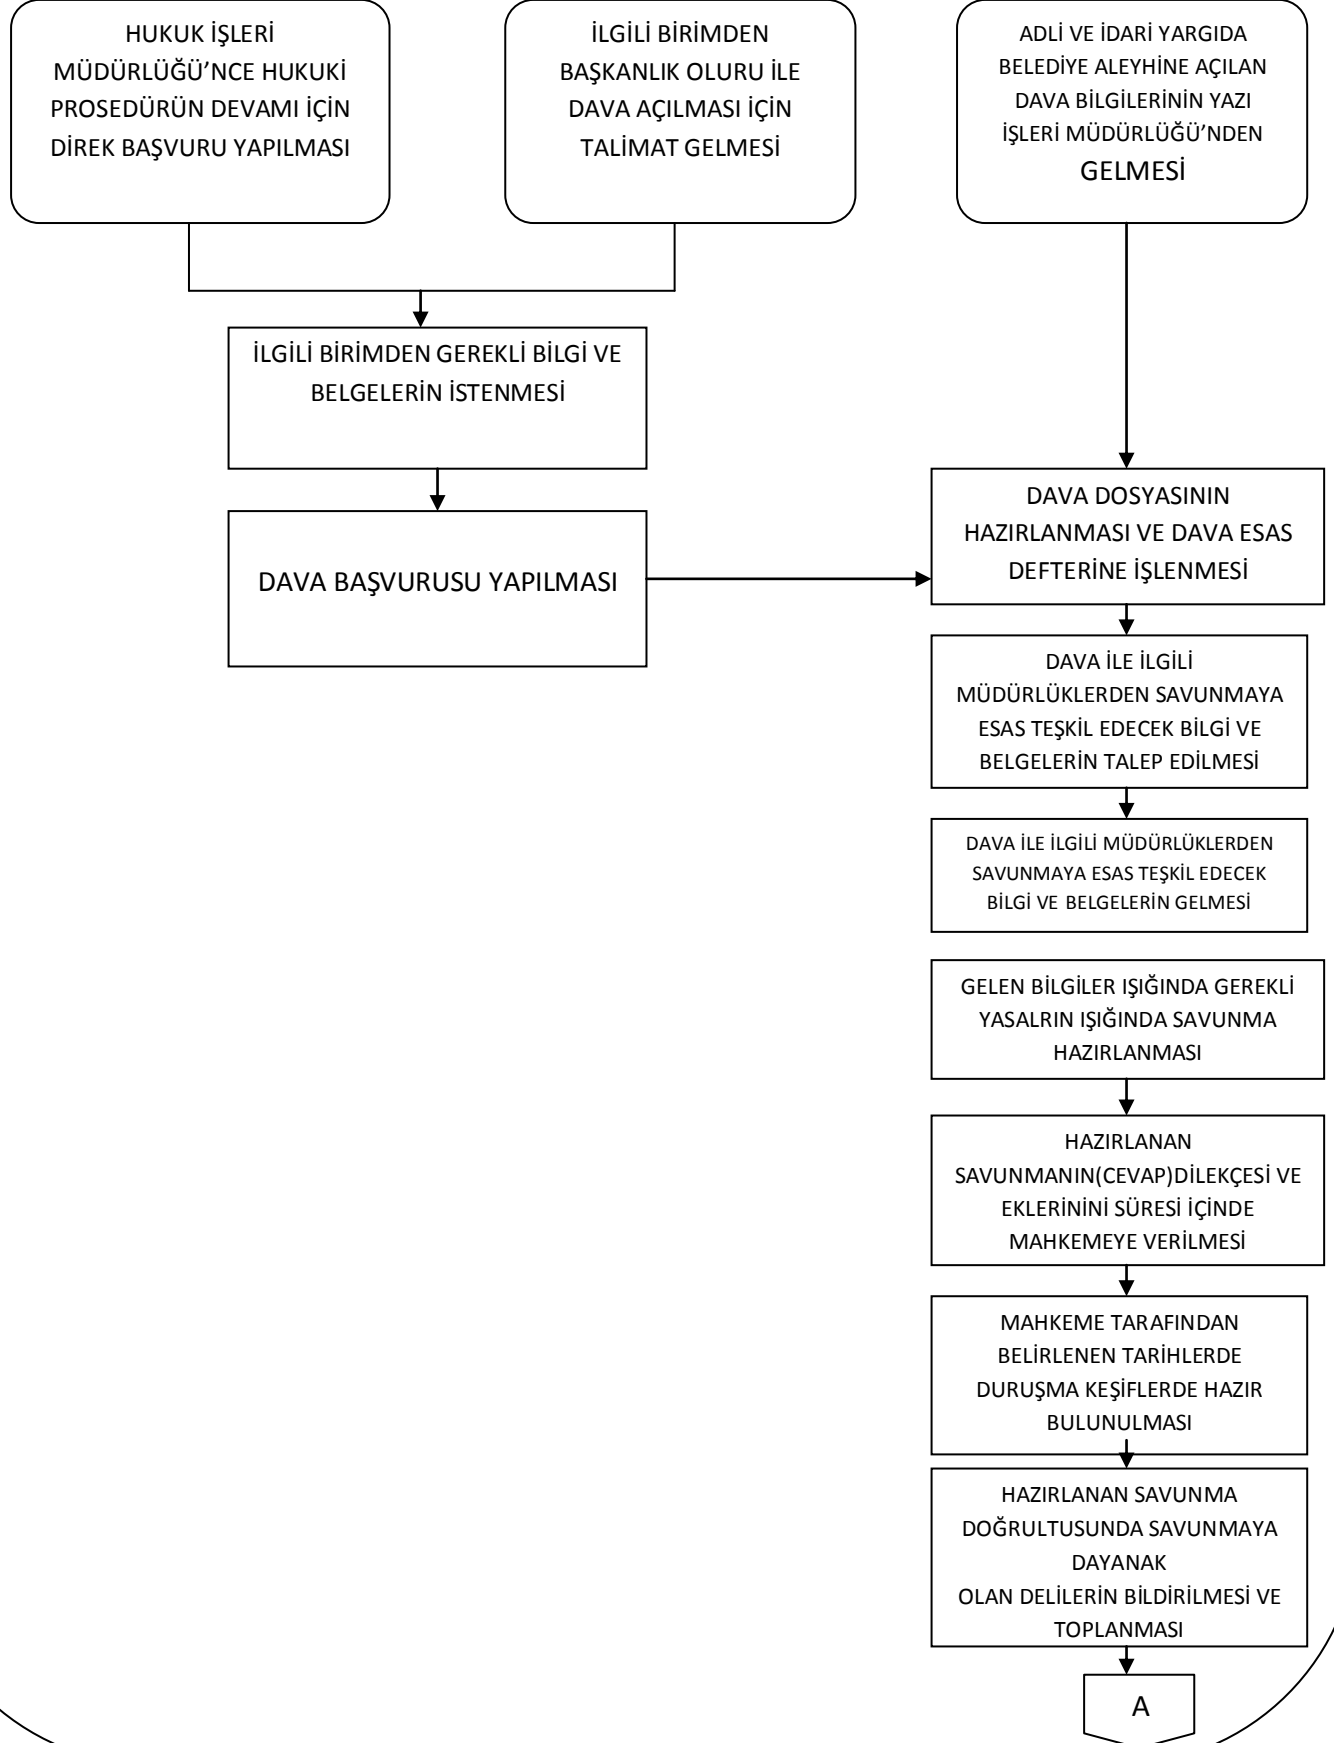 HUKUK İŞLERİ
MÜDÜRLÜĞÜ’NCE HUKUKİ
PROSEDÜRÜN DEVAMI İÇİN
DİREK BAŞVURU YAPILMASI
İLGİLİ BİRİMDEN
BAŞKANLIK OLURU İLE
DAVA AÇILMASI İÇİN
TALİMAT GELMESİ
ADLİ VE İDARİ YARGIDA
BELEDİYE ALEYHİNE AÇILAN
DAVA BİLGİLERİNİN YAZI
İŞLERİ MÜDÜRLÜĞÜ’NDEN
GELMESİ
İLGİLİ BİRİMDEN GEREKLİ BİLGİ VE
BELGELERİN İSTENMESİ
DAVA BAŞVURUSU YAPILMASI
DAVA DOSYASININ
HAZIRLANMASI VE DAVA ESAS
DEFTERİNE İŞLENMESİ
DAVA İLE İLGİLİ
MÜDÜRLÜKLERDEN SAVUNMAYA
ESAS TEŞKİL EDECEK BİLGİ VE
BELGELERİN TALEP EDİLMESİ
DAVA İLE İLGİLİ MÜDÜRLÜKLERDEN
SAVUNMAYA ESAS TEŞKİL EDECEK
BİLGİ VE BELGELERİN GELMESİ
GELEN BİLGİLER IŞIĞINDA GEREKLİ
YASALRIN IŞIĞINDA SAVUNMA
HAZIRLANMASI
HAZIRLANAN
SAVUNMANIN(CEVAP)DİLEKÇESİ VE
EKLERİNİNİ SÜRESİ İÇİNDE
MAHKEMEYE VERİLMESİ
MAHKEME TARAFINDAN
BELİRLENEN TARİHLERDE
DURUŞMA KEŞİFLERDE HAZIR
BULUNULMASI
HAZIRLANAN SAVUNMA
DOĞRULTUSUNDA SAVUNMAYA
DAYANAK
OLAN DELİLERİN BİLDİRİLMESİ VE
TOPLANMASI
A